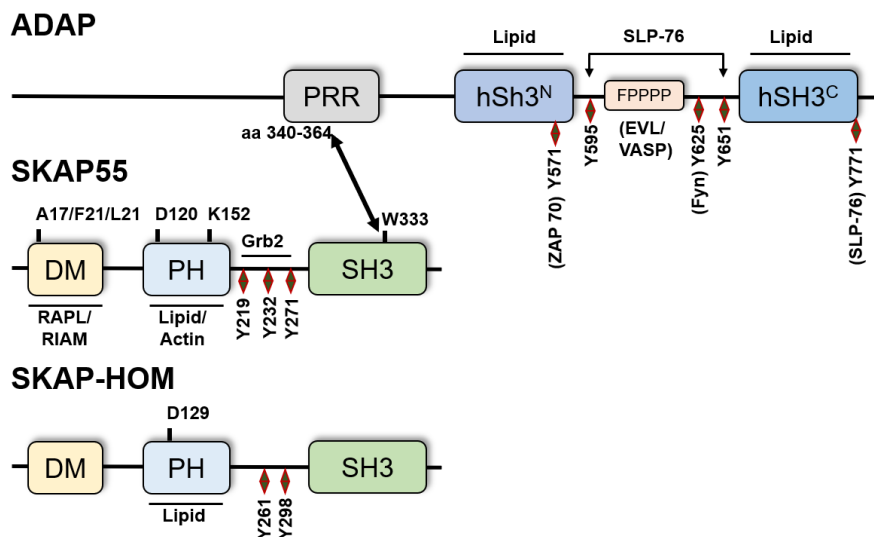 ADAP
Lipid
SLP-76
Lipid
PRR
hSh3N
FPPPP
hSH3C
aa 340-364
(EVL/
VASP)
(ZAP 70) Y571
Y595
(Fyn) Y625
Y651
(SLP-76) Y771
SKAP55
A17/F21/L21
D120
K152
Grb2
W333
DM
PH
SH3
RAPL/
RIAM
Lipid/
Actin
Y219
Y232
Y271
SKAP-HOM
D129
DM
PH
SH3
Lipid
Y261
Y298